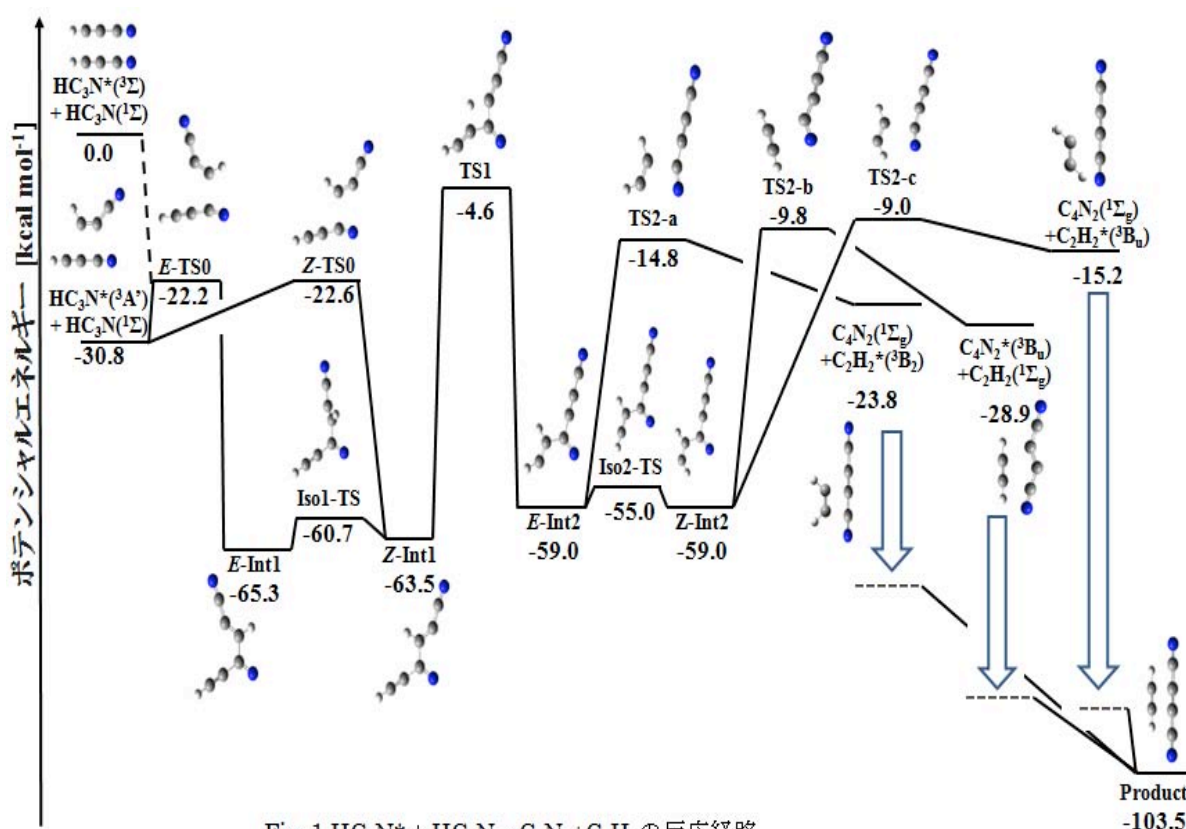 ポテンシャルエネルギー [kcal mol⁻¹]
HC₃N*(³Σ)
+ HC₃N(¹Σ)
0.0
HC₃N*(³A')
+ HC₃N(¹Σ)
-30.8
E-TS0
-22.2
Z-TS0
-22.6
E-Int1
-65.3
Iso1-TS
-60.7
Z-Int1
-63.5
TS1
-4.6
E-Int2
-59.0
Iso2-TS
-55.0
Z-Int2
-59.0
TS2-a
-14.8
TS2-b
-9.8
TS2-c
-9.0
C₄N₂(¹Σg)
+C₂H₂*(³B₂)
-23.8
C₄N₂*(³Bu)
+C₂H₂(¹Σg)
-28.9
C₄N₂(¹Σg)
+C₂H₂*(³Bu)
-15.2
Product
-103.5